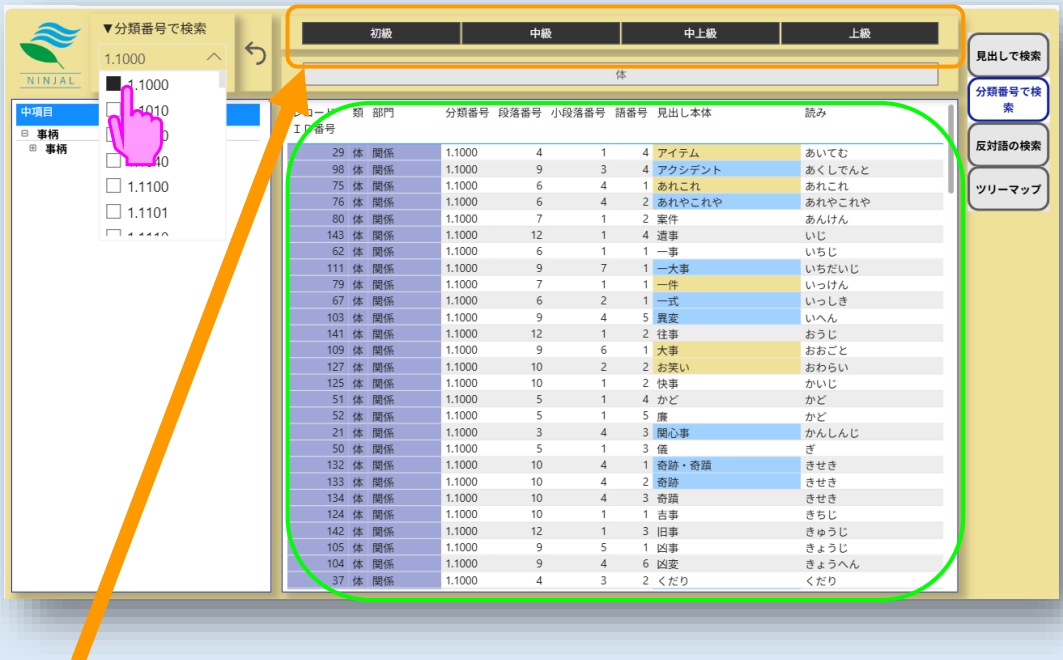 ▼分類番号で検索
1.1000
NINJAL
初級 中級 中上級 上級
体
見出しで検索
分類番号で検索
反対語の検索
ツリーマップ
1.1000
1.1100
1.1101
中項目
事柄
事柄
類 部門 分類番号 段落番号 小段落番号 語番号 見出し本体 読み
29 体 関係 1.1000 4 1 4 アイテム あいてむ
98 体 関係 1.1000 9 3 4 アクシデント あくしでんと
75 体 関係 1.1000 6 4 1 あれこれ あれこれ
76 体 関係 1.1000 6 4 2 あれやこれや あれやこれや
80 体 関係 1.1000 7 1 2 案件 あんけん
143 体 関係 1.1000 12 1 4 遺事 いじ
62 体 関係 1.1000 6 1 1 一事 いちじ
111 体 関係 1.1000 9 7 1 一大事 いちだいじ
79 体 関係 1.1000 7 1 1 一件 いっけん
67 体 関係 1.1000 6 2 1 一式 いっしき
103 体 関係 1.1000 9 4 5 異変 いへん
141 体 関係 1.1000 12 1 2 往事 おうじ
109 体 関係 1.1000 9 6 1 大事 おおごと
127 体 関係 1.1000 10 2 2 お笑い おわらい
125 体 関係 1.1000 10 1 2 快事 かいじ
51 体 関係 1.1000 5 1 4 かど かど
52 体 関係 1.1000 5 1 5 廉 かど
21 体 関係 1.1000 3 4 3 関心事 かんしんじ
50 体 関係 1.1000 5 1 3 儀 ぎ
132 体 関係 1.1000 10 4 1 奇跡・奇蹟 きせき
133 体 関係 1.1000 10 4 2 奇跡 きせき
134 体 関係 1.1000 10 4 3 奇蹟 きせき
124 体 関係 1.1000 10 1 1 吉事 きちじ
142 体 関係 1.1000 12 1 3 旧事 きゅうじ
105 体 関係 1.1000 9 5 1 凶事 きょうじ
104 体 関係 1.1000 9 4 6 凶変 きょうへん
37 体 関係 1.1000 4 3 2 くだり くだり